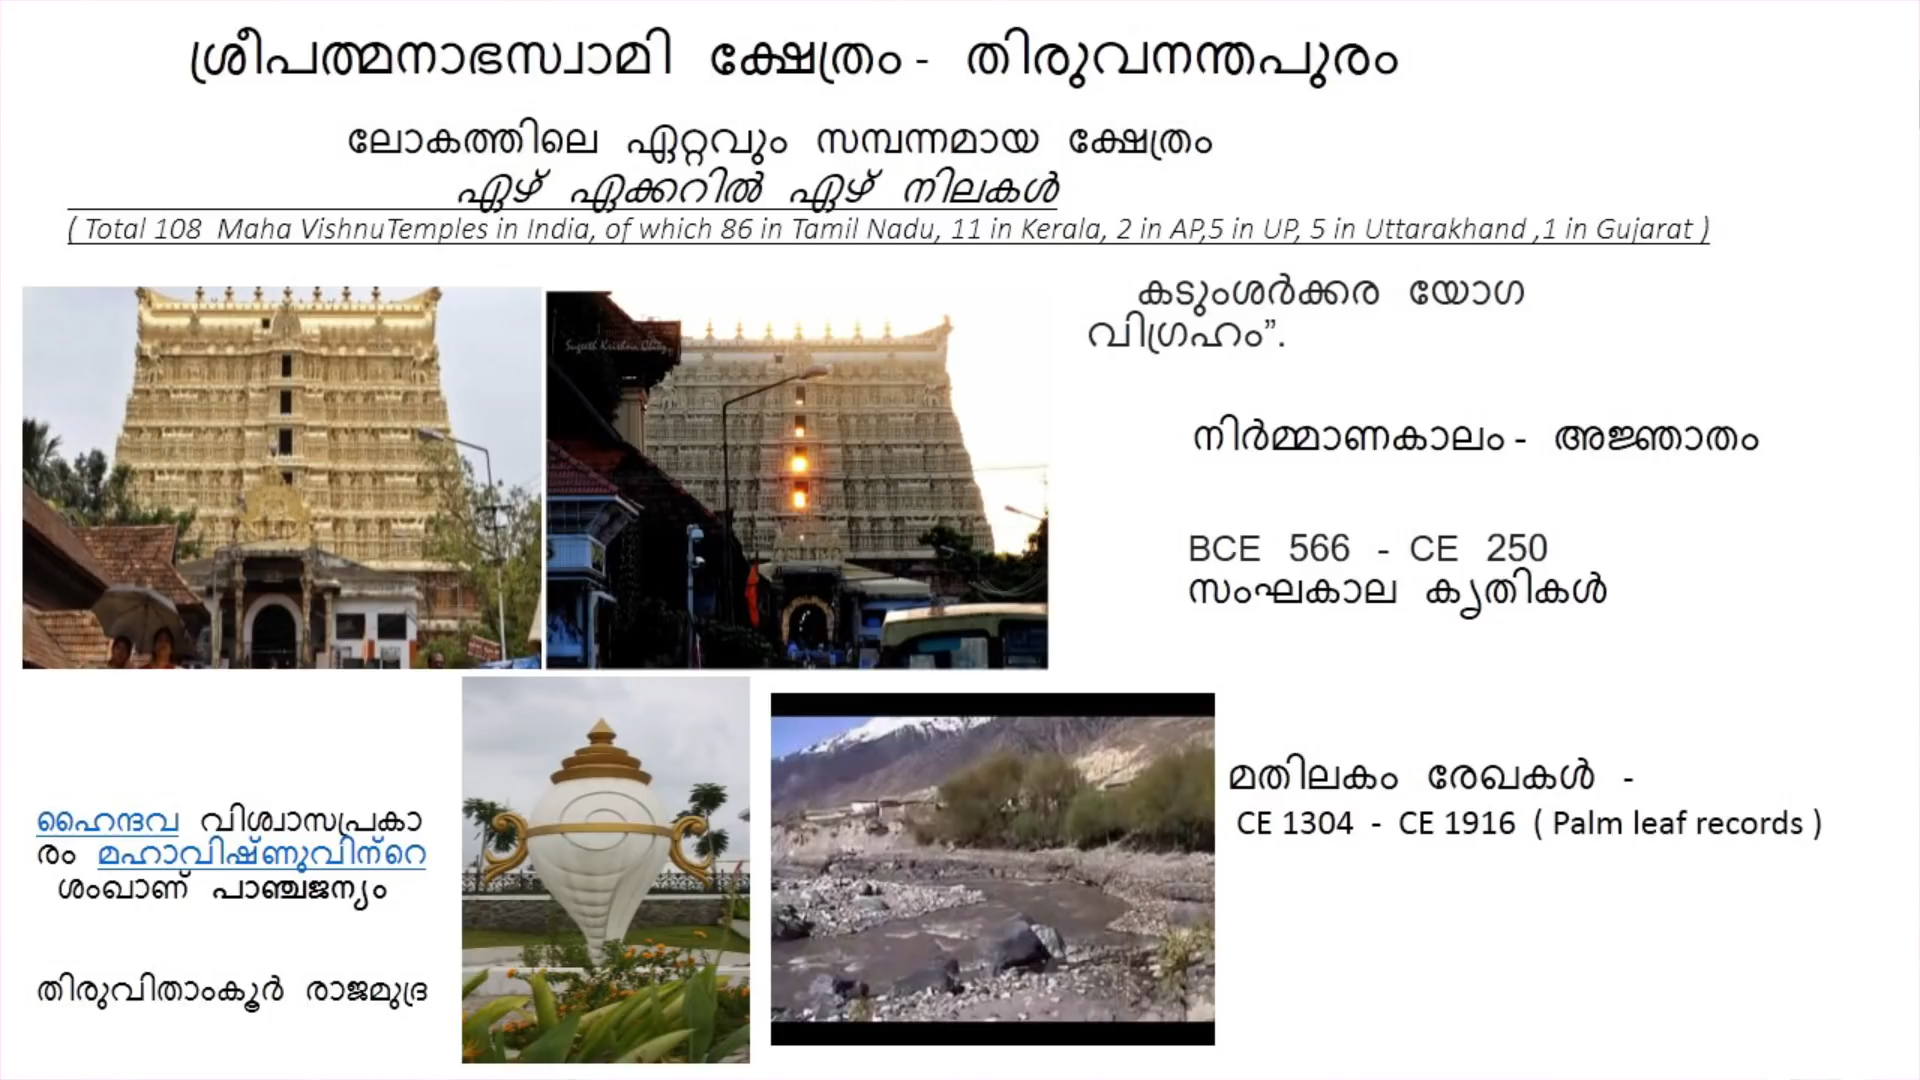 ശ്രീപത്മനാഭസ്വാമി ക്ഷേത്രം - തിരുവനന്തപുരം
ലോകത്തിലെ ഏറ്റവും സമ്പന്നമായ ക്ഷേത്രം
ഏഴ് ഏക്കറിൽ ഏഴ് നിലകൾ
( Total 108 Maha VishnuTemples in India, of which 86 in Tamil Nadu, 11 in Kerala, 2 in AP,5 in UP, 5 in Uttarakhand ,1 in Gujarat )
കടുംശർക്കര യോഗ
വിഗ്രഹം”.
നിർമ്മാണകാലം - അജ്ഞാതം
BCE 566 - CE 250
സംഘകാല കൃതികൾ
മതിലകം രേഖകൾ -
CE 1304 - CE 1916 ( Palm leaf records )
ഹൈന്ദവ വിശ്വാസപ്രകാ
രം മഹാവിഷ്ണുവിന്റെ
ശംഖാണ് പാഞ്ചജന്യം
തിരുവിതാംകൂർ രാജമുദ്ര